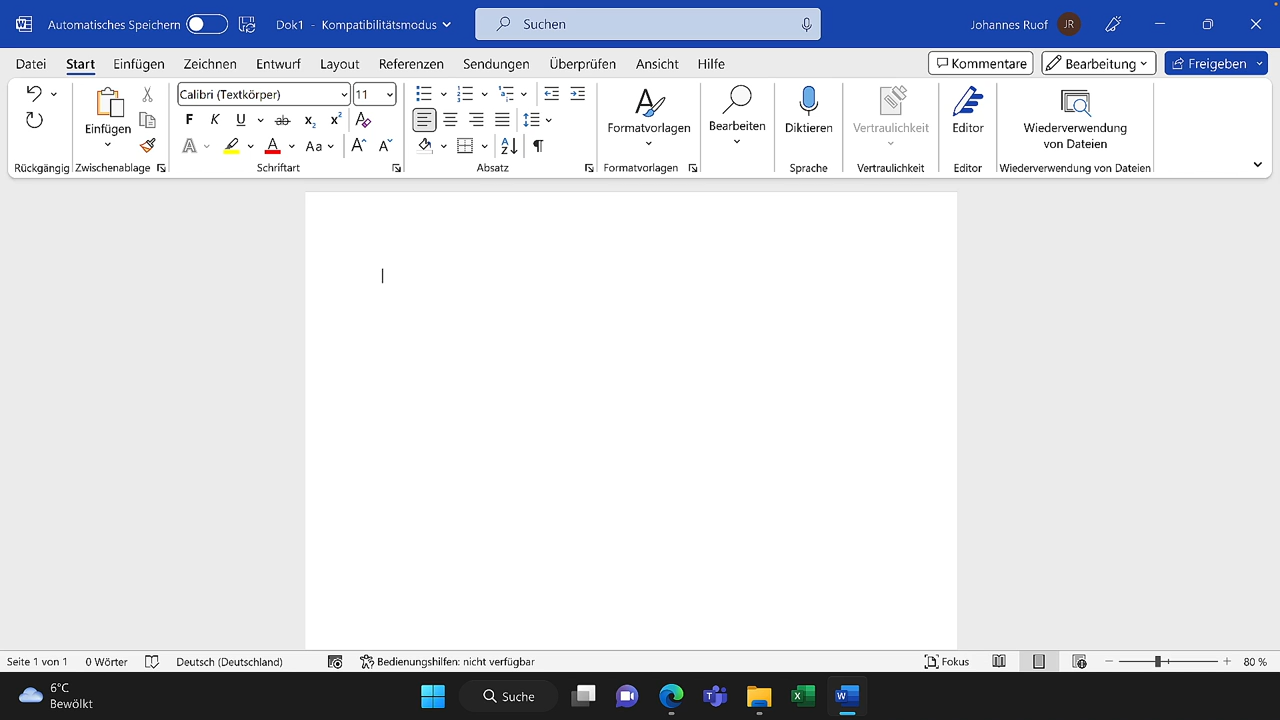 Automatisches Speichern Dok1 - Kompatibilitätsmodus Suchen Johannes Ruof JR
Datei Start Einfügen Zeichnen Entwurf Layout Referenzen Sendungen Überprüfen Ansicht Hilfe Kommentare Bearbeitung Freigeben
Calibri (Textkörper) 11
Einfügen F K U ab x₂ x² Formatvorlagen Bearbeiten Diktieren Vertraulichkeit Editor Wiederverwendung
von Dateien
A A Aa A A A Z ¶
Rückgängig Zwischenablage Schriftart Absatz Formatvorlagen Sprache Vertraulichkeit Editor Wiederverwendung von Dateien
Seite 1 von 1 0 Wörter Deutsch (Deutschland) Bedienungshilfen: nicht verfügbar Fokus 80 %
6°C
Bewölkt
Suche